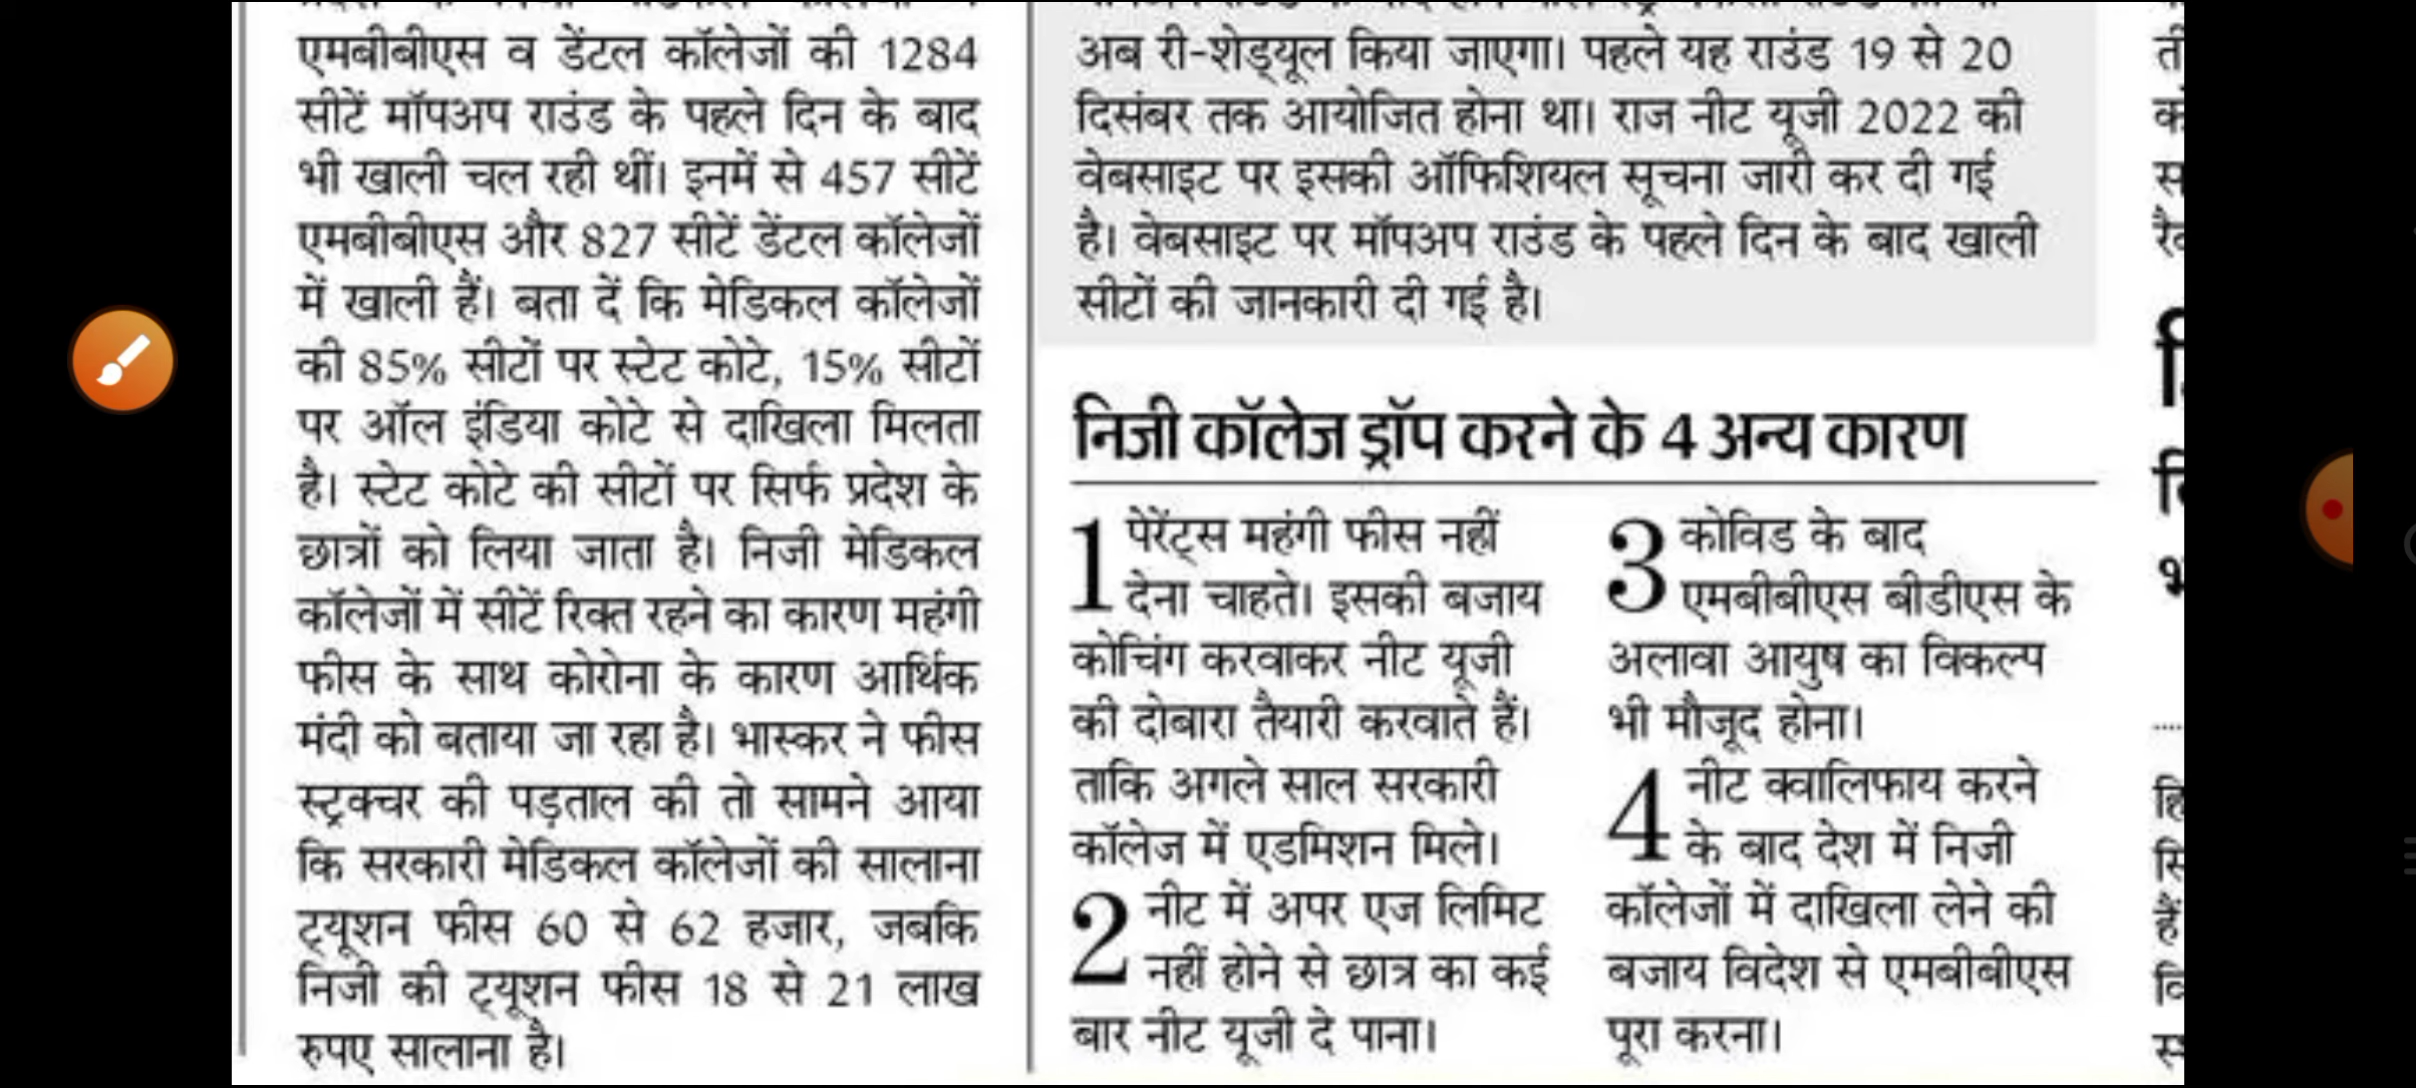 एमबीबीएस व डेंटल कॉलेजों की 1284
सीटें मॉपअप राउंड के पहले दिन के बाद
भी खाली चल रही थीं। इनमें से 457 सीटें
एमबीबीएस और 827 सीटें डेंटल कॉलेजों
में खाली हैं। बता दें कि मेडिकल कॉलेजों
की 85% सीटों पर स्टेट कोटे, 15% सीटों
पर ऑल इंडिया कोटे से दाखिला मिलता
है। स्टेट कोटे की सीटों पर सिर्फ प्रदेश के
छात्रों को लिया जाता है। निजी मेडिकल
कॉलेजों में सीटें रिक्त रहने का कारण महंगी
फीस के साथ कोरोना के कारण आर्थिक
मंदी को बताया जा रहा है। भास्कर ने फीस
स्ट्रक्चर की पड़ताल की तो सामने आया
कि सरकारी मेडिकल कॉलेजों की सालाना
ट्यूशन फीस 60 से 62 हजार, जबकि
निजी की ट्यूशन फीस 18 से 21 लाख
रुपए सालाना है।
अब री-शेड्यूल किया जाएगा। पहले यह राउंड 19 से 20
दिसंबर तक आयोजित होना था। राज नीट यूजी 2022 की
वेबसाइट पर इसकी ऑफिशियल सूचना जारी कर दी गई
है। वेबसाइट पर मॉपअप राउंड के पहले दिन के बाद खाली
सीटों की जानकारी दी गई है।
निजी कॉलेज ड्रॉप करने के 4 अन्य कारण
1 पेरेंट्स महंगी फीस नहीं
देना चाहते। इसकी बजाय
कोचिंग करवाकर नीट यूजी
की दोबारा तैयारी करवाते हैं।
ताकि अगले साल सरकारी
कॉलेज में एडमिशन मिले।
2 नीट में अपर एज लिमिट
नहीं होने से छात्र का कई
बार नीट यूजी दे पाना।
3 कोविड के बाद
एमबीबीएस बीडीएस के
अलावा आयुष का विकल्प
भी मौजूद होना।
4 नीट क्वालिफाय करने
के बाद देश में निजी
कॉलेजों में दाखिला लेने की
बजाय विदेश से एमबीबीएस
पूरा करना।